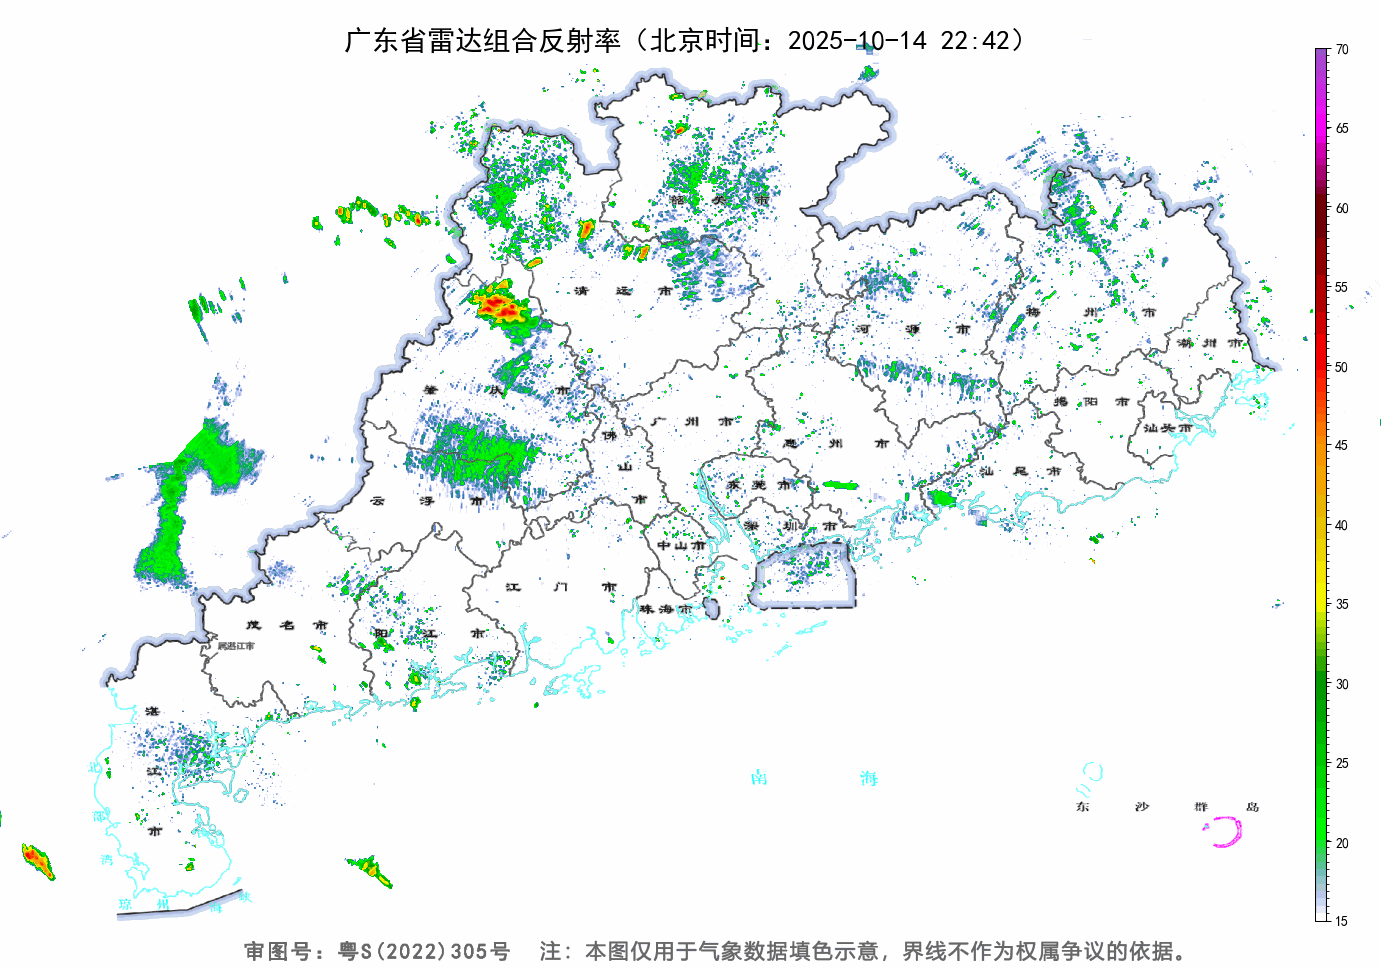 广东省雷达组合反射率（北京时间：2025-10-14 22:42）
70
65
60
55
50
45
40
35
30
25
20
15
韶关市
清远市
河源市
梅州市
潮州市
肇庆市
广州市
佛山市
惠州市
揭阳市
汕头市
汕尾市
云浮市
东莞市
深圳市
中山市
江门市
珠海市
茂名市
属湛江市
阳江市
湛江市
北部湾
琼州海峡
南海
东沙群岛
审图号：粤S(2022)305号 注：本图仅用于气象数据填色示意，界线不作为权属争议的依据。